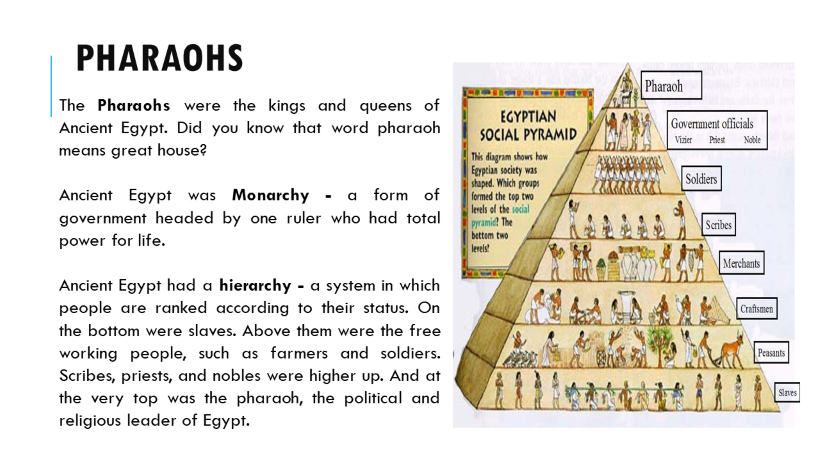 PHARAOHS
The Pharaohs were the kings and queens of
Ancient Egypt. Did you know that word pharaoh
means great house?
Ancient Egypt was Monarchy - a form of
government headed by one ruler who had total
power for life.
Ancient Egypt had a hierarchy - a system in which
people are ranked according to their status. On
the bottom were slaves. Above them were the free
working people, such as farmers and soldiers.
Scribes, priests, and nobles were higher up. And at
the very top was the pharaoh, the political and
religious leader of Egypt.
EGYPTIAN
SOCIAL PYRAMID
This diagram shows how
Egyptian society was
shaped. Which groups
formed the top two
levels of the social
pyramid? The
bottom two
levels?
Pharaoh
Government officials
Vizier Priest Noble
Soldiers
Scribes
Merchants
Craftsmen
Peasants
Slaves